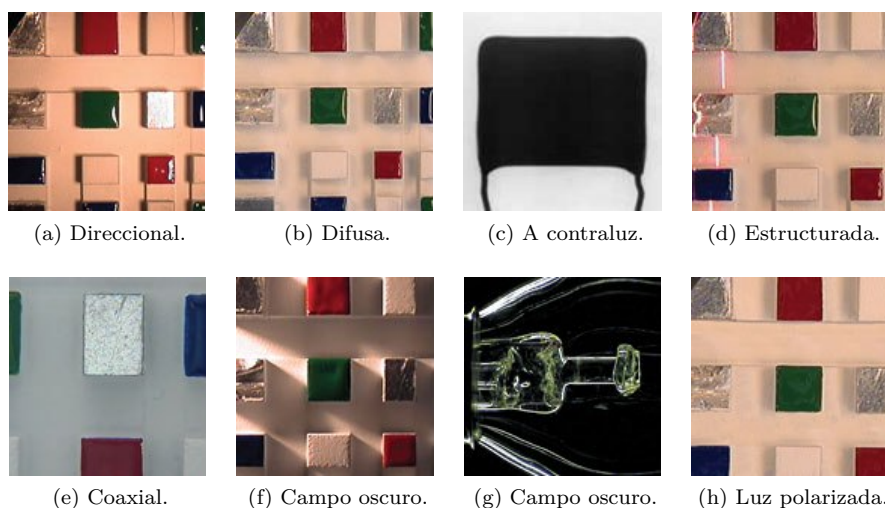 (a) Direccional.
(b) Difusa.
(c) A contraluz.
(d) Estructurada.
(e) Coaxial.
(f) Campo oscuro.
(g) Campo oscuro.
(h) Luz polarizada.